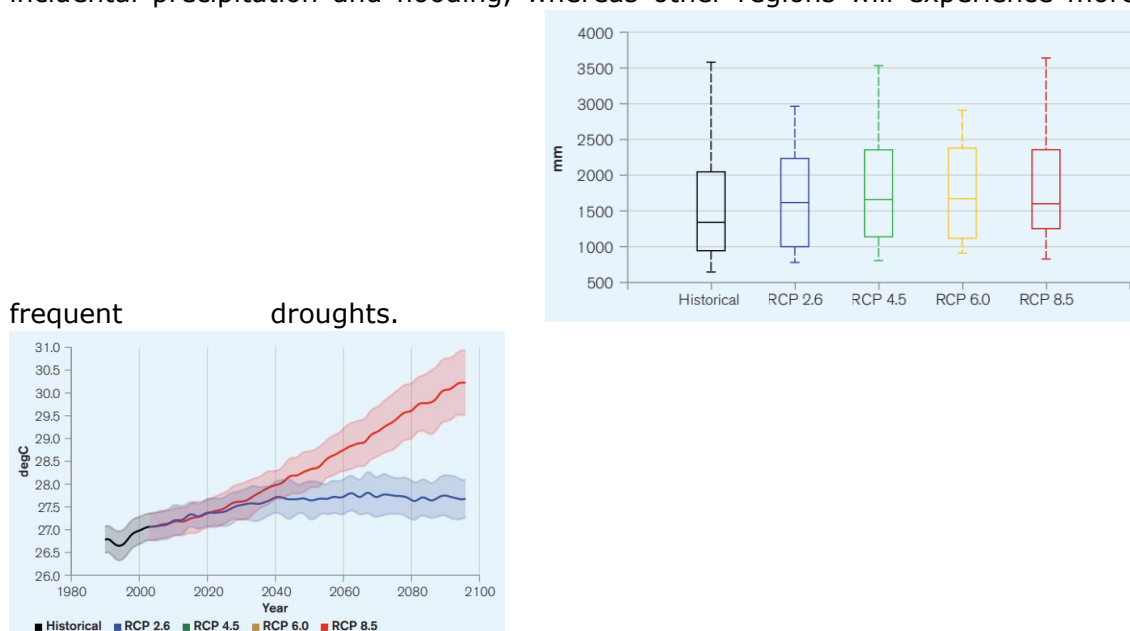 incidental precipitation and flooding, whereas other regions will experience more
4000
3500
3000
2500
2000
1500
1000
500
mm
Historical RCP 2.6 RCP 4.5 RCP 6.0 RCP 8.5
frequent droughts.
31.0
30.5
30.0
29.5
29.0
28.5
28.0
27.5
27.0
26.5
26.0
degC
1980 2000 2020 2040 2060 2080 2100
Year
Historical RCP 2.6 RCP 4.5 RCP 6.0 RCP 8.5